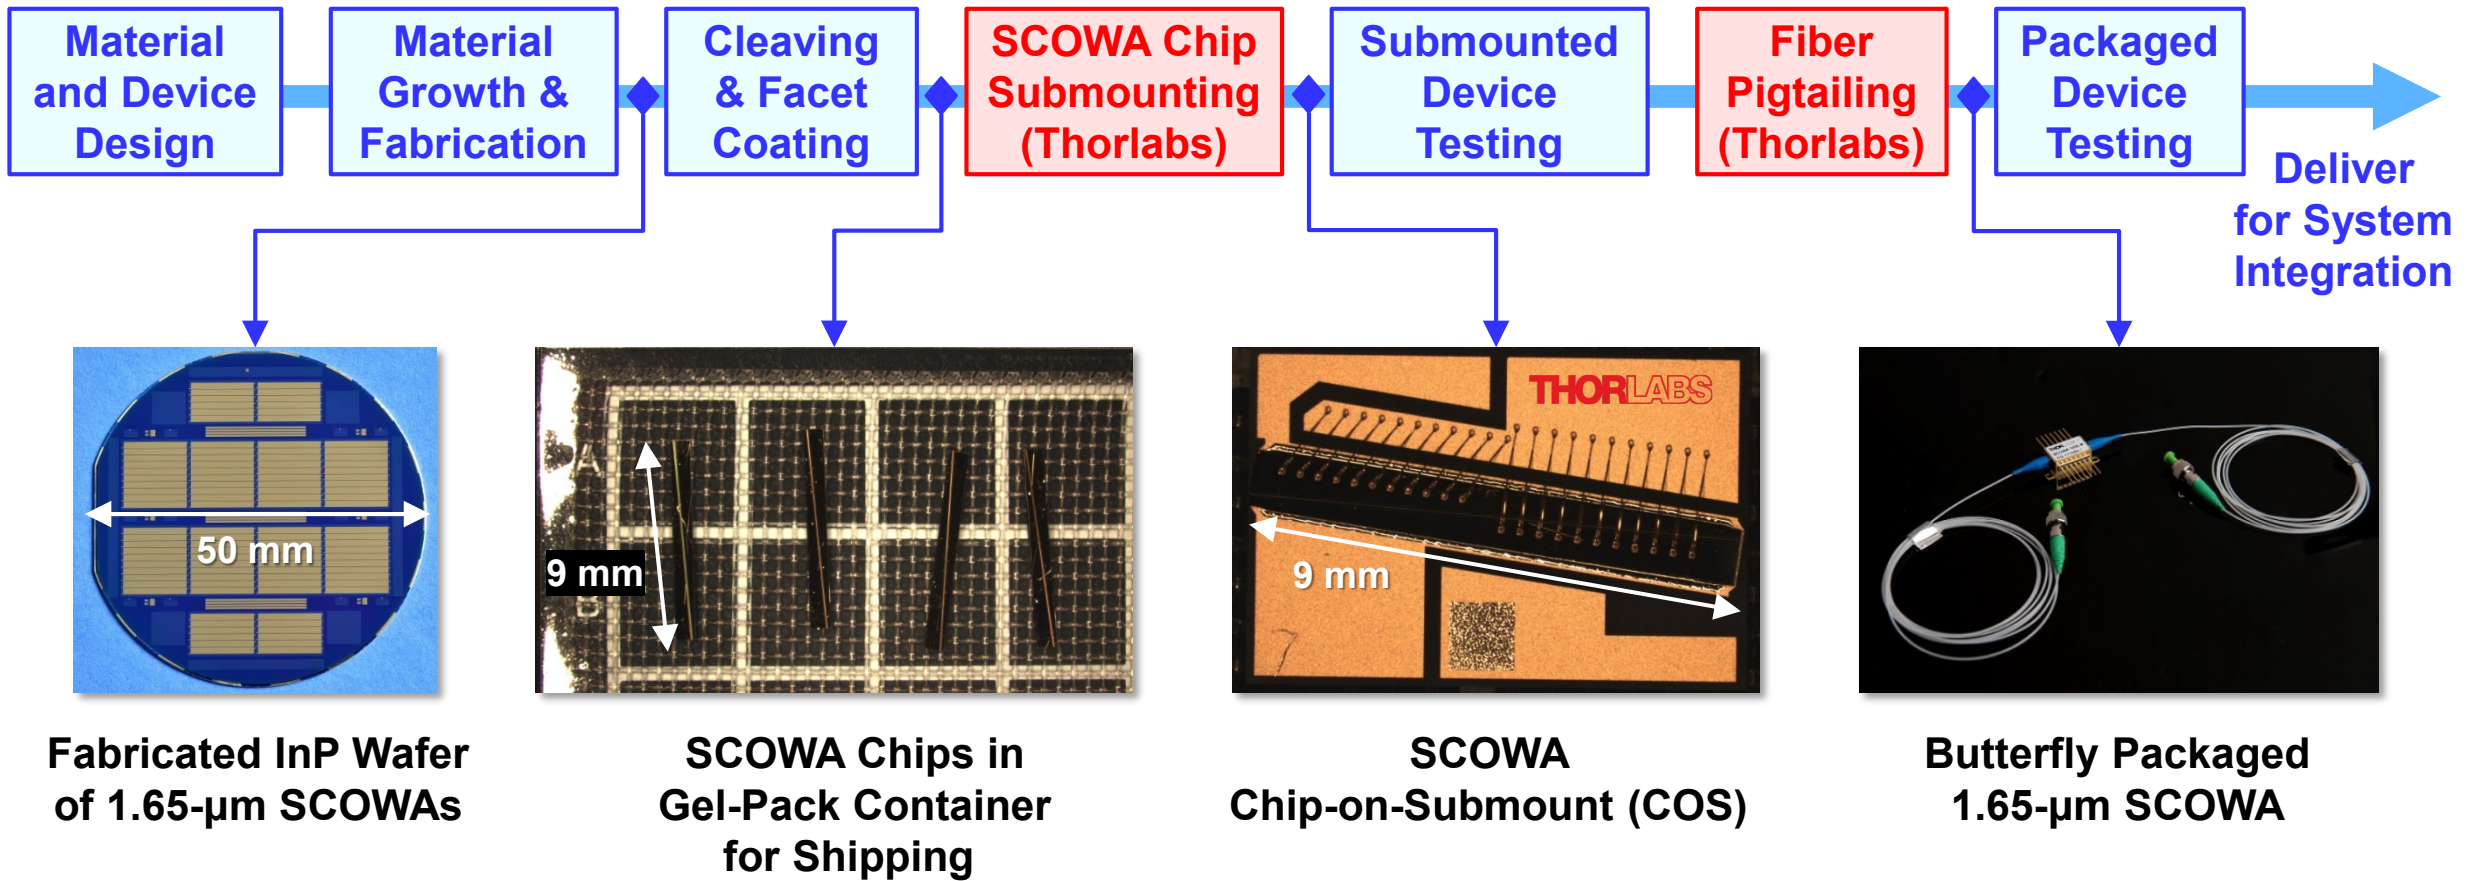 Material
and Device
Design
Material
Growth &
Fabrication
Cleaving
& Facet
Coating
SCOWA Chip
Submounting
(Thorlabs)
Submounted
Device
Testing
Fiber
Pigtailing
(Thorlabs)
Packaged
Device
Testing
Deliver
for System
Integration
50 mm
A
B
9 mm
THORLABS
9 mm
7
Fabricated InP Wafer
of 1.65-µm SCOWAs
SCOWA Chips in
Gel-Pack Container
for Shipping
SCOWA
Chip-on-Submount (COS)
Butterfly Packaged
1.65-µm SCOWA